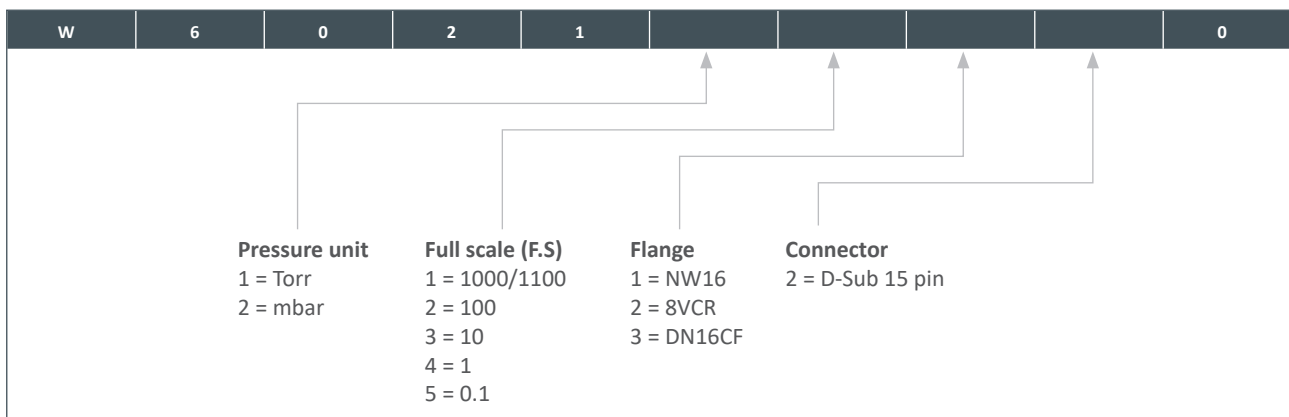 W 6 0 2 1 0
Pressure unit Full scale (F.S) Flange Connector
1 = Torr 1 = 1000/1100 1 = NW16 2 = D-Sub 15 pin
2 = mbar 2 = 100 2 = 8VCR
3 = 10 3 = DN16CF
4 = 1
5 = 0.1